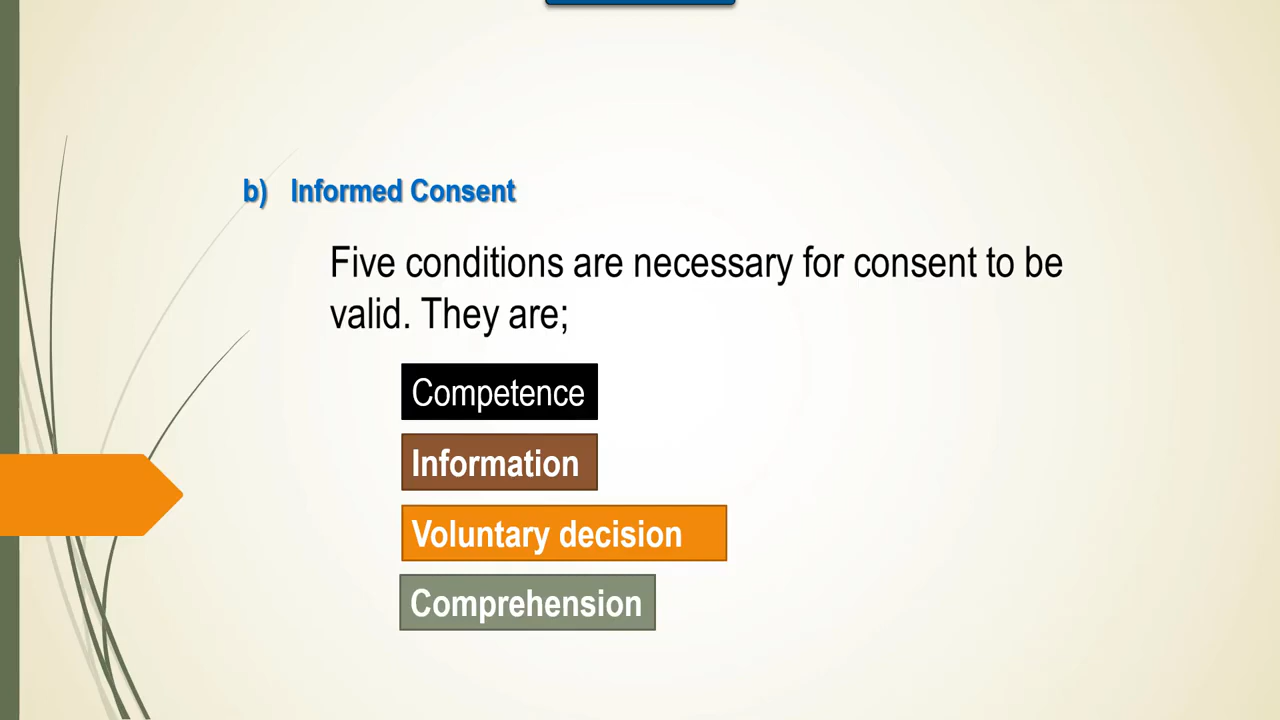 b) Informed Consent
Five conditions are necessary for consent to be
valid. They are;
Competence
Information
Voluntary decision
Comprehension